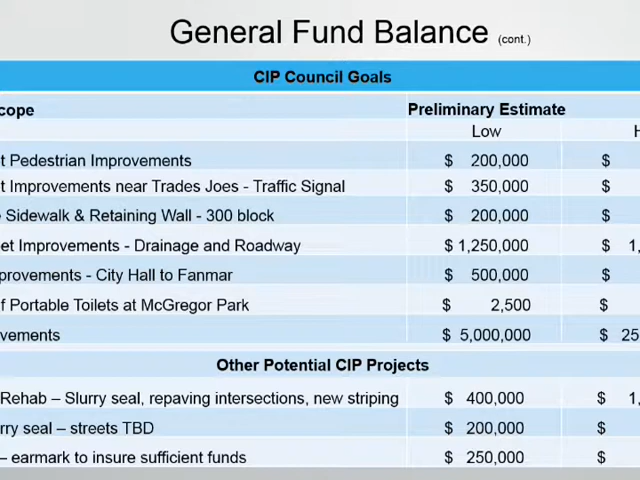 General Fund Balance (cont.)
CIP Council Goals
cope Preliminary Estimate
Low H
t Pedestrian Improvements $ 200,000 $
t Improvements near Trades Joes - Traffic Signal $ 350,000 $
Sidewalk & Retaining Wall - 300 block $ 200,000 $
et Improvements - Drainage and Roadway $ 1,250,000 $ 1,
provements - City Hall to Fanmar $ 500,000 $
f Portable Toilets at McGregor Park $ 2,500 $
vements $ 5,000,000 $ 25
Other Potential CIP Projects
Rehab – Slurry seal, repaving intersections, new striping $ 400,000 $ 1,
rry seal – streets TBD $ 200,000 $
– earmark to insure sufficient funds $ 250,000 $